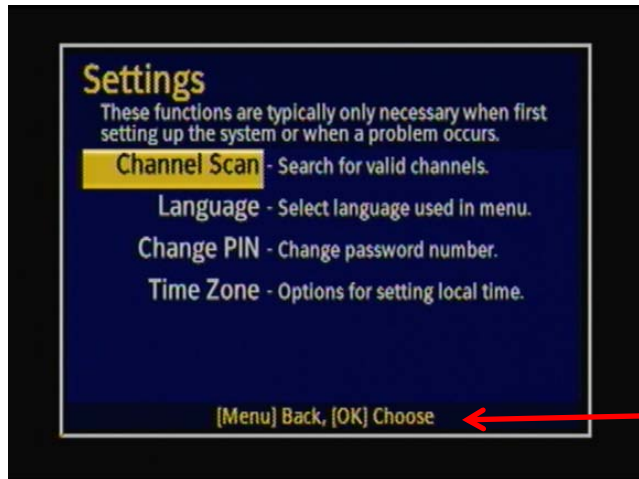 Settings
These functions are typically only necessary when first
setting up the system or when a problem occurs.
Channel Scan - Search for valid channels.
Language - Select language used in menu.
Change PIN - Change password number.
Time Zone - Options for setting local time.
[Menu] Back, [OK] Choose